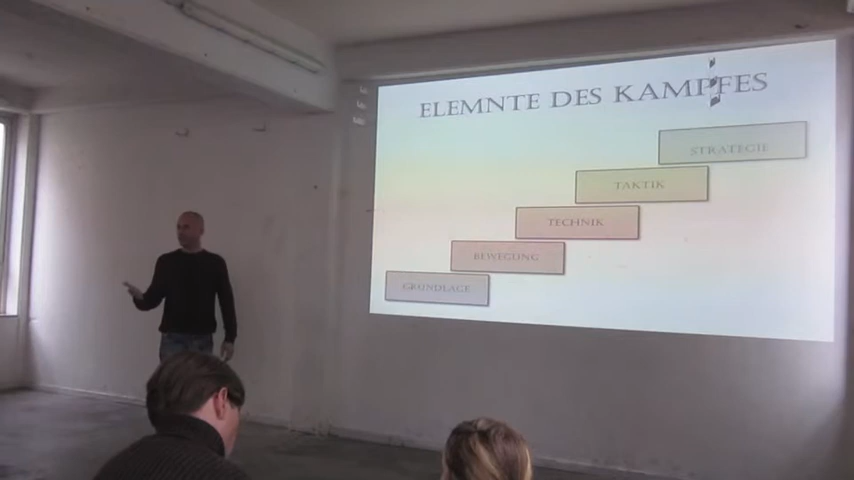 ELEMNTE DES KAMPFES
STRATEGIE
TAKTIK
TECHNIK
BEWEGUNG
GRUNDLAGE